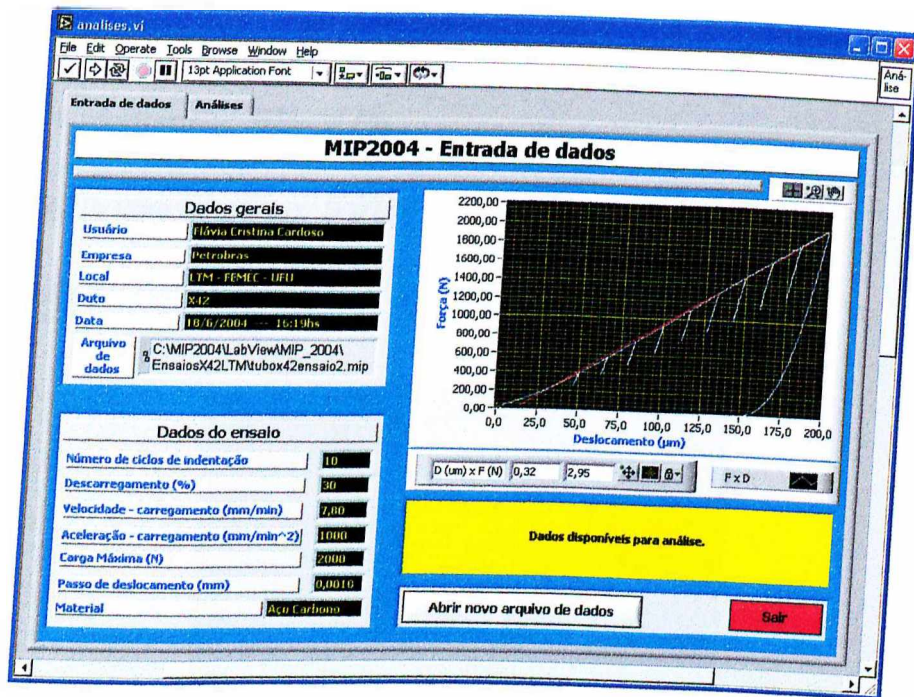 analises.vi
File Edit Operate Tools Browse Window Help
13pt Application Font
Aná-
lise
Entrada de dados Análises
MIP2004 - Entrada de dados
Dados gerais
Usuário Flávia Cristina Cardoso
Empresa Petrobras
Local LTM - FEMEC - UFU
Duto X42
Data 18/6/2004 -- 16:19hs
Arquivo
de
dados
C:\MIP2004\LabView\MIP_2004\
EnsaiosX42LTM\tubox42ensaio2.mip
Dados do ensaio
Número de ciclos de indentação 10
Descarregamento (%) 30
Velocidade - carregamento (mm/min) 7,80
Aceleração - carregamento (mm/min^2) 1000
Carga Máxima (N) 2000
Passo de deslocamento (mm) 0,0010
Material Aço Carbono
2200,00
2000,00
1800,00
1600,00
1400,00
1200,00
1000,00
800,00
600,00
400,00
200,00
0,00
Força (N)
0,0 25,0 50,0 75,0 100,0 125,0 150,0 175,0 200,0
Deslocamento (µm)
D (um) x F (N) 0,32 2,95
F x D
Dados disponíveis para análise.
Abrir novo arquivo de dados
Sair